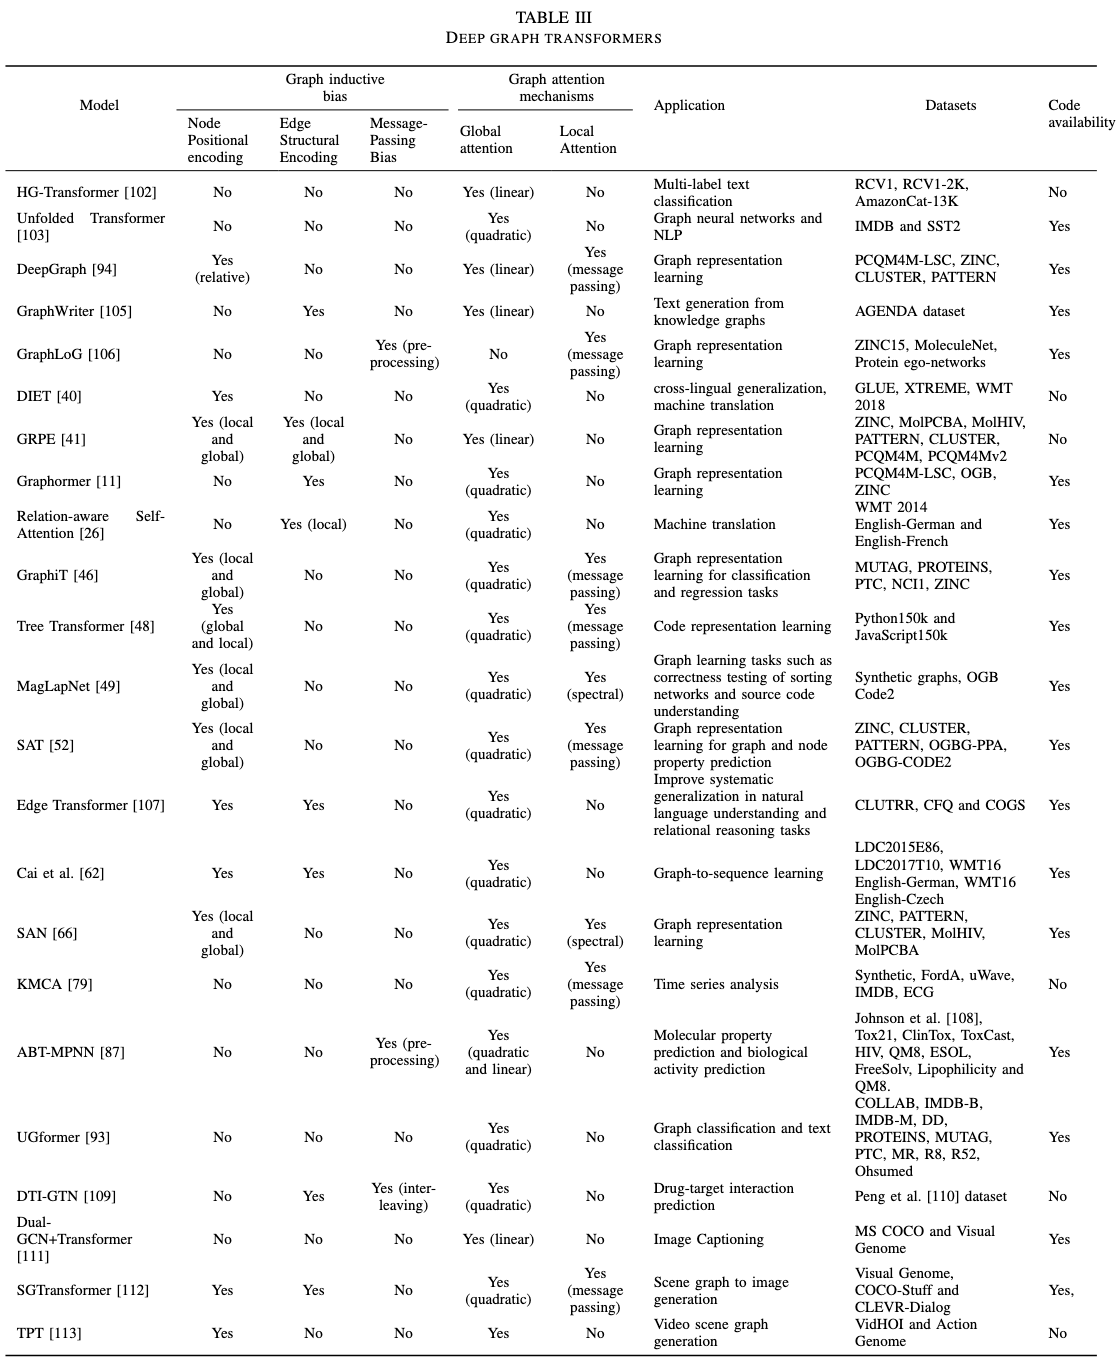 TABLE III
DEEP GRAPH TRANSFORMERS
Model
Graph inductive
bias
Graph attention
mechanisms
Application
Datasets
Code
availability
Node
Positional
encoding
Edge
Structural
Encoding
Message-
Passing
Bias
Global
attention
Local
Attention
HG-Transformer [102]
No
No
No
Yes (linear)
No
Multi-label text
classification
RCV1, RCV1-2K,
AmazonCat-13K
No
Unfolded Transformer
[103]
No
No
No
Yes
(quadratic)
No
Graph neural networks and
NLP
IMDB and SST2
Yes
DeepGraph [94]
Yes
(relative)
No
No
Yes (linear)
Yes
(message
passing)
Graph representation
learning
PCQM4M-LSC, ZINC,
CLUSTER, PATTERN
Yes
GraphWriter [105]
No
Yes
No
Yes (linear)
No
Text generation from
knowledge graphs
AGENDA dataset
Yes
GraphLoG [106]
No
No
Yes (pre-
processing)
No
Yes
(message
passing)
Graph representation
learning
ZINC15, MoleculeNet,
Protein ego-networks
Yes
DIET [40]
Yes
No
No
Yes
(quadratic)
No
cross-lingual generalization,
machine translation
GLUE, XTREME, WMT
2018
No
GRPE [41]
Yes (local
and
global)
Yes (local
and
global)
No
Yes (linear)
No
Graph representation
learning
ZINC, MolPCBA, MolHIV,
PATTERN, CLUSTER,
PCQM4M, PCQM4Mv2
No
Graphormer [11]
No
Yes
No
Yes
(quadratic)
No
Graph representation
learning
PCQM4M-LSC, OGB,
ZINC
Yes
Relation-aware Self-
Attention [26]
No
Yes (local)
No
Yes
(quadratic)
No
Machine translation
WMT 2014
English-German and
English-French
Yes
GraphiT [46]
Yes (local
and
global)
No
No
Yes
(quadratic)
Yes
(message
passing)
Graph representation
learning for classification
and regression tasks
MUTAG, PROTEINS,
PTC, NCI1, ZINC
Yes
Tree Transformer [48]
Yes
(global
and local)
No
No
Yes
(quadratic)
Yes
(message
passing)
Code representation learning
Python150k and
JavaScript150k
Yes
MagLapNet [49]
Yes (local
and
global)
No
No
Yes
(quadratic)
Yes
(spectral)
Graph learning tasks such as
correctness testing of sorting
networks and source code
understanding
Synthetic graphs, OGB
Code2
Yes
SAT [52]
Yes (local
and
global)
No
No
Yes
(quadratic)
Yes
(message
passing)
Graph representation
learning for graph and node
property prediction
ZINC, CLUSTER,
PATTERN, OGBG-PPA,
OGBG-CODE2
Yes
Edge Transformer [107]
Yes
Yes
No
Yes
(quadratic)
No
Improve systematic
generalization in natural
language understanding and
relational reasoning tasks
CLUTRR, CFQ and COGS
Yes
Cai et al. [62]
Yes
Yes
No
Yes
(quadratic)
No
Graph-to-sequence learning
LDC2015E86,
LDC2017T10, WMT16
English-German, WMT16
English-Czech
Yes
SAN [66]
Yes (local
and
global)
No
No
Yes
(quadratic)
Yes
(spectral)
Graph representation
learning
ZINC, PATTERN,
CLUSTER, MolHIV,
MolPCBA
Yes
KMCA [79]
No
No
No
Yes
(quadratic)
Yes
(message
passing)
Time series analysis
Synthetic, FordA, uWave,
IMDB, ECG
No
ABT-MPNN [87]
No
No
Yes (pre-
processing)
Yes
(quadratic
and linear)
No
Molecular property
prediction and biological
activity prediction
Johnson et al. [108],
Tox21, ClinTox, ToxCast,
HIV, QM8, ESOL,
FreeSolv, Lipophilicity and
QM8.
Yes
UGformer [93]
No
No
No
Yes
(quadratic)
No
Graph classification and text
classification
COLLAB, IMDB-B,
IMDB-M, DD,
PROTEINS, MUTAG,
PTC, MR, R8, R52,
Ohsumed
Yes
DTI-GTN [109]
No
Yes
Yes (inter-
leaving)
Yes
(quadratic)
No
Drug-target interaction
prediction
Peng et al. [110] dataset
No
Dual-
GCN+Transformer
[111]
No
No
No
Yes (linear)
No
Image Captioning
MS COCO and Visual
Genome
Yes
SGTransformer [112]
Yes
Yes
No
Yes
(quadratic)
Yes
(message
passing)
Scene graph to image
generation
Visual Genome,
COCO-Stuff and
CLEVR-Dialog
Yes,
TPT [113]
Yes
No
No
Yes
No
Video scene graph
generation
VidHOI and Action
Genome
No